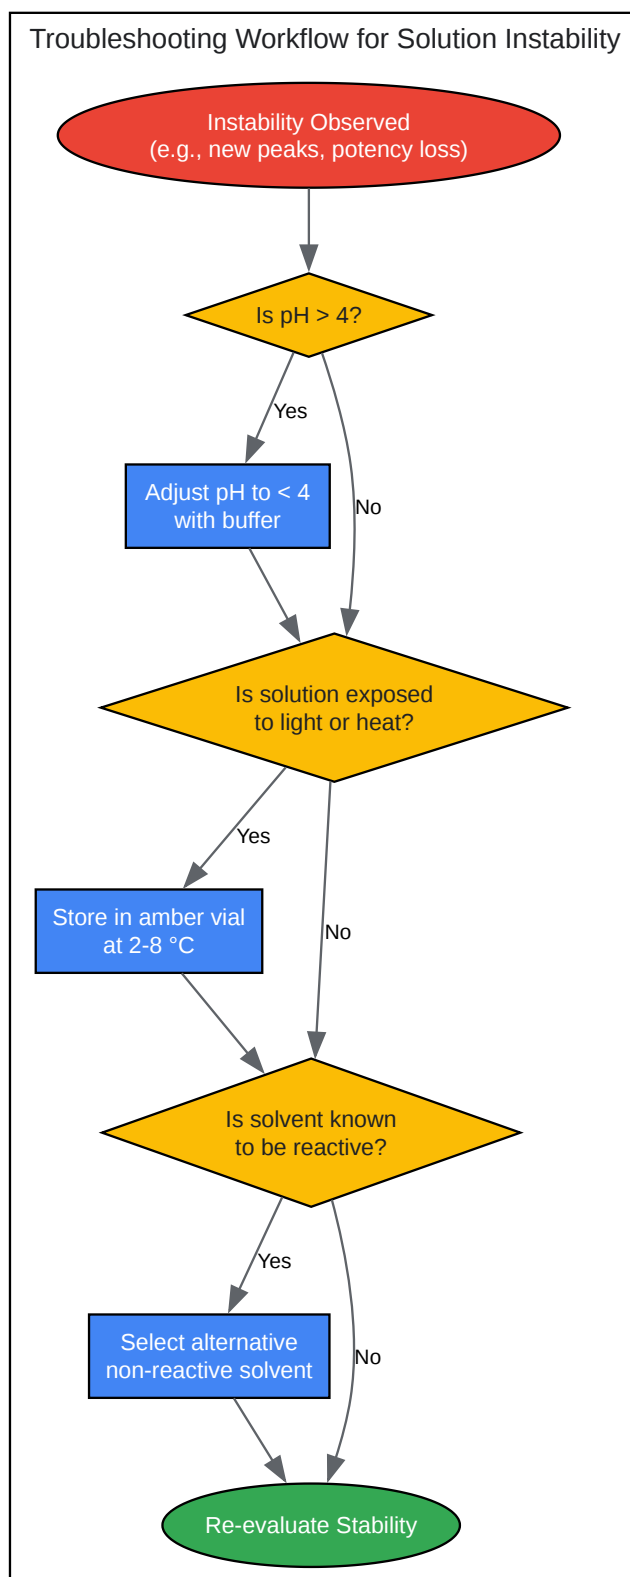 Troubleshooting Workflow for Solution Instability
Instability Observed
(e.g., new peaks, potency loss)
Is pH > 4?
Yes
Adjust pH to < 4
with buffer
No
Is solution exposed
to light or heat?
Yes
Store in amber vial
at 2-8 °C
No
Is solvent known
to be reactive?
Yes
Select alternative
non-reactive solvent
No
Re-evaluate Stability